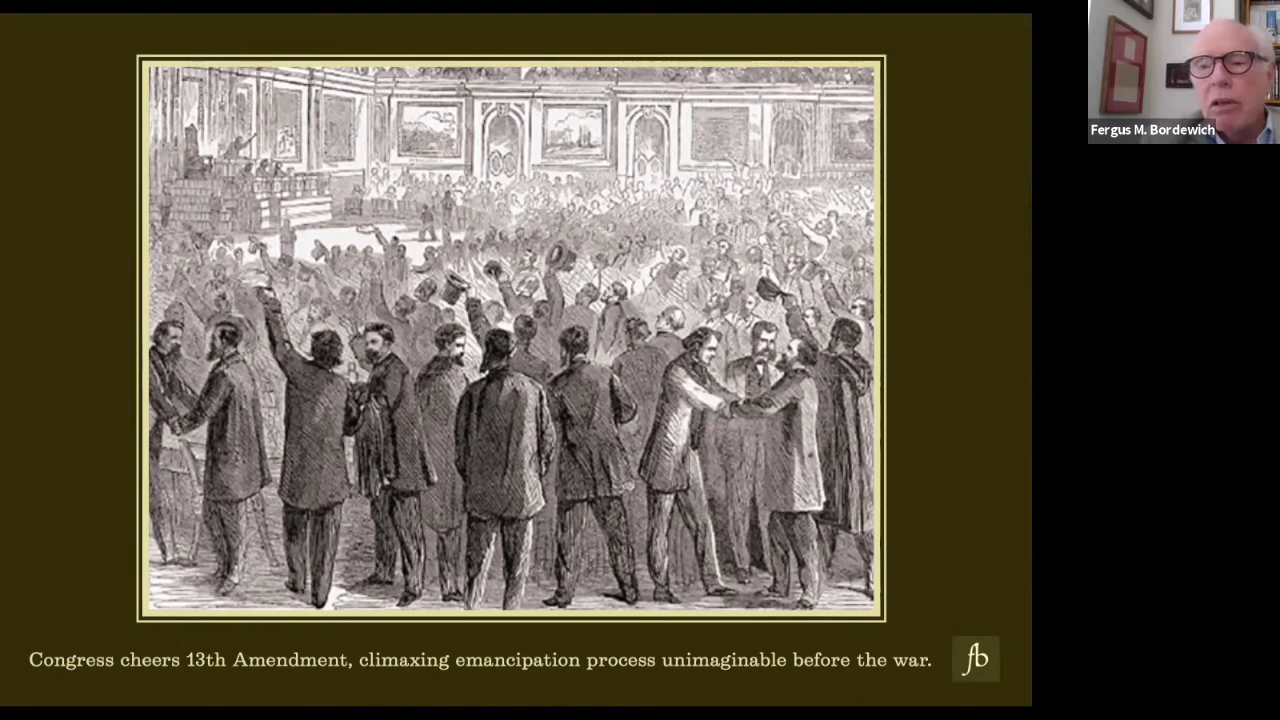 Fergus M. Bordewich
Congress cheers 13th Amendment, climaxing emancipation process unimaginable before the war.
fb